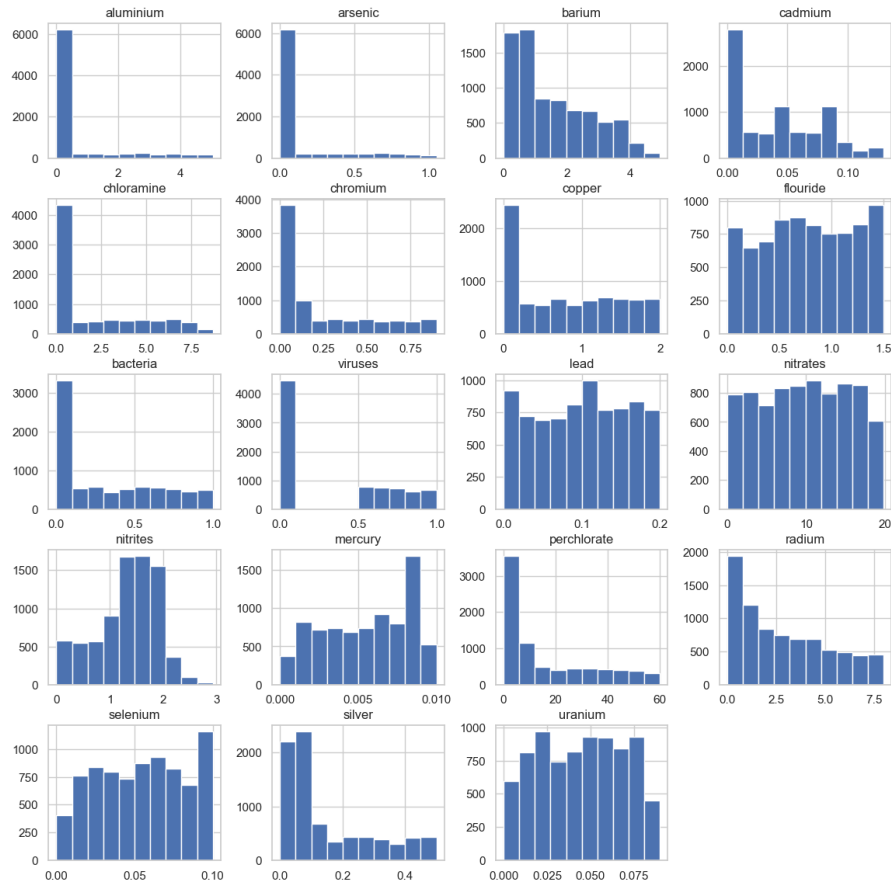 aluminium arsenic barium cadmium
6000 4000 2000 0
0 2 4
6000 4000 2000 0
0.0 0.5 1.0
1500 1000 500 0
0 2 4
2000 1000 0
0.00 0.05 0.10
chloramine chromium copper flouride
4000 3000 2000 1000 0
0.0 2.5 5.0 7.5
4000 3000 2000 1000 0
0.00 0.25 0.50 0.75
2000 1000 0
0 1 2
1000 750 500 250 0
0.0 0.5 1.0 1.5
bacteria viruses lead nitrates
3000 2000 1000 0
0.0 0.5 1.0
4000 3000 2000 1000 0
0.0 0.5 1.0
1000 750 500 250 0
0.0 0.1 0.2
800 600 400 200 0
0 10 20
nitrites mercury perchlorate radium
1500 1000 500 0
0 1 2 3
1500 1000 500 0
0.000 0.005 0.010
3000 2000 1000 0
0 20 40 60
2000 1500 1000 500 0
0.0 2.5 5.0 7.5
selenium silver uranium
1000 750 500 250 0
0.00 0.05 0.10
2000 1000 0
0.0 0.2 0.4
1000 750 500 250 0
0.000 0.025 0.050 0.075